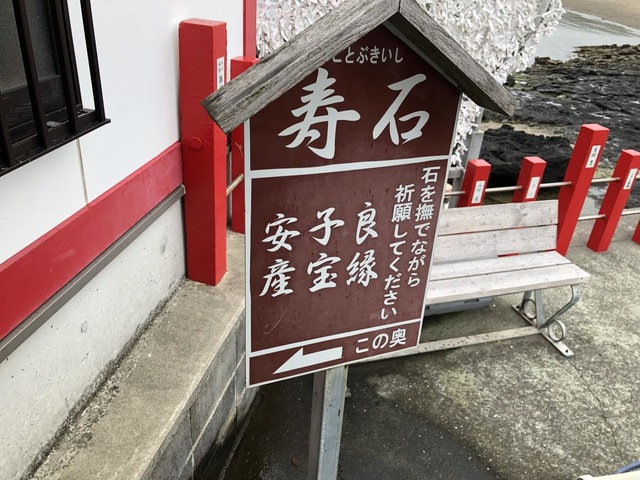 ことぶきいし
寿石
石を撫でながら
祈願してください
良縁
子宝
安産
この奥